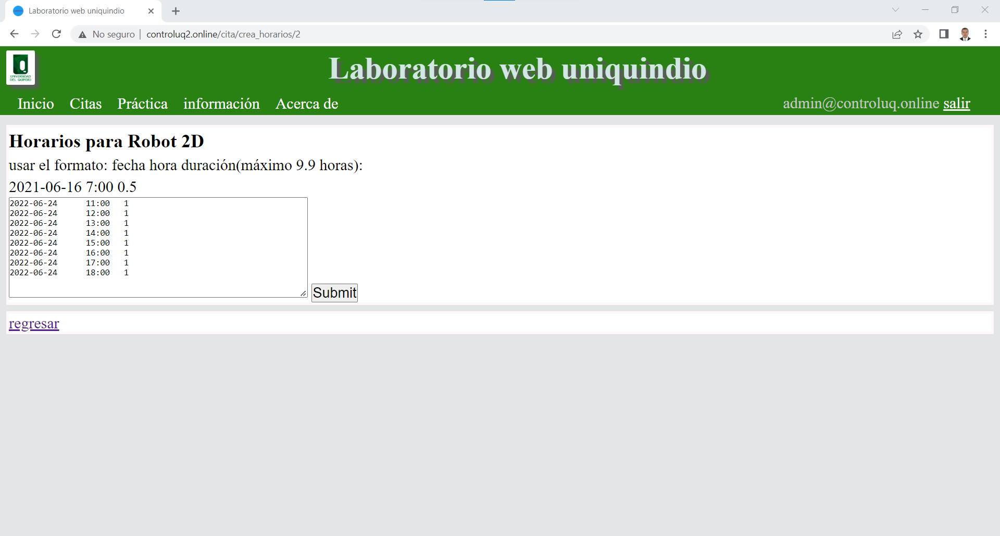 Laboratorio web uniquindio
No seguro | controluq2.online/cita/crea_horarios/2
UNIVERSIDAD
DEL QUINDÍO
Laboratorio web uniquindio
Inicio Citas Práctica información Acerca de admin@controluq.online salir
Horarios para Robot 2D
usar el formato: fecha hora duración(máximo 9.9 horas):
2021-06-16 7:00 0.5
2022-06-24 11:00 1
2022-06-24 12:00 1
2022-06-24 13:00 1
2022-06-24 14:00 1
2022-06-24 15:00 1
2022-06-24 16:00 1
2022-06-24 17:00 1
2022-06-24 18:00 1
Submit
regresar